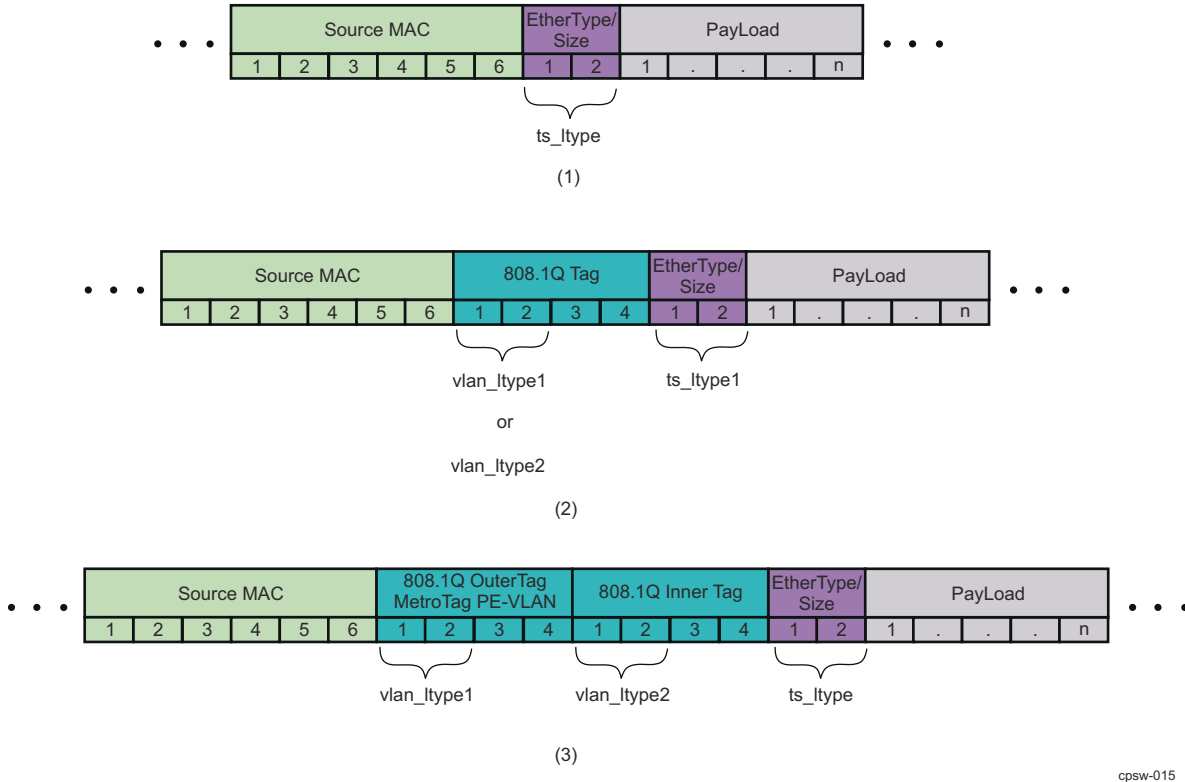 • • • Source MAC EtherType/ Size PayLoad • • •
1 2 3 4 5 6 1 2 1 . . . n
ts_ltype
(1)
• • • Source MAC 808.1Q Tag EtherType/ Size PayLoad • • •
1 2 3 4 5 6 1 2 3 4 1 2 1 . . . n
vlan_ltype1 ts_ltype1
or
vlan_ltype2
(2)
• • • Source MAC 808.1Q OuterTag MetroTag PE-VLAN 808.1Q Inner Tag EtherType/ Size PayLoad • • •
1 2 3 4 5 6 1 2 3 4 1 2 3 4 1 2 1 . . . n
vlan_ltype1 vlan_ltype2 ts_ltype
(3)
cpsw-015